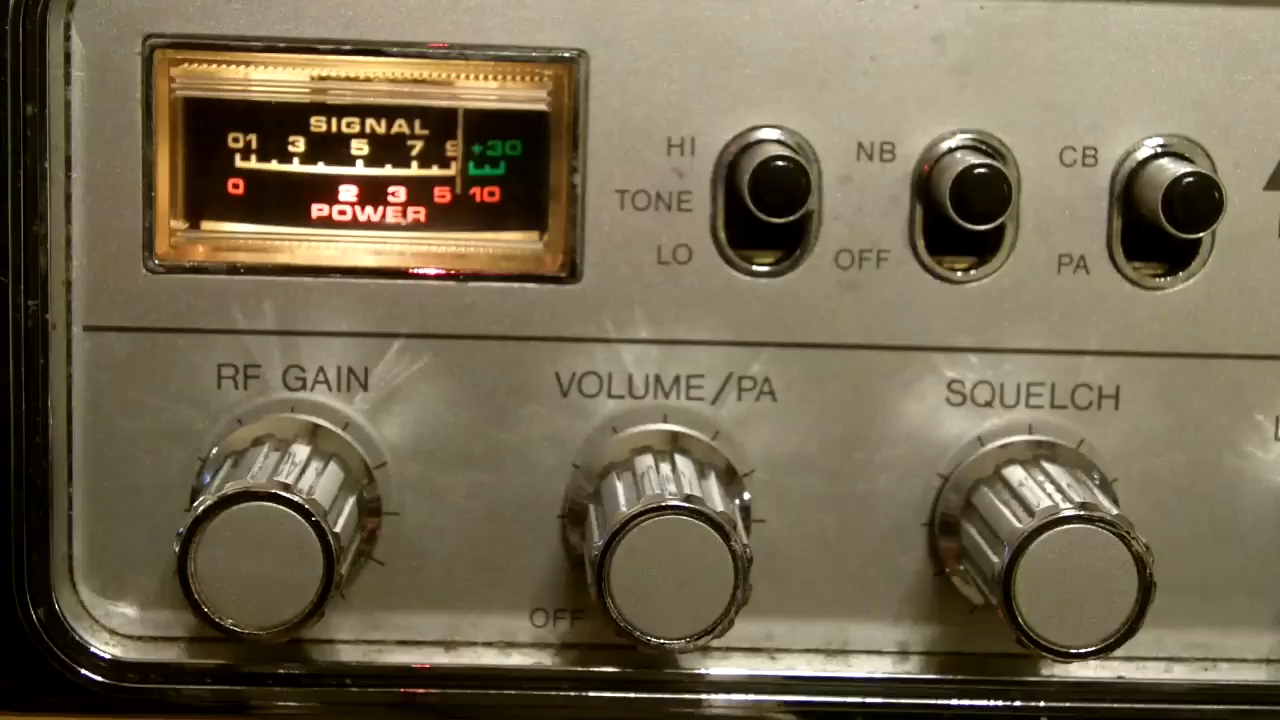 SIGNAL
01 3 5 7 9 +30
0 2 3 5 10
POWER
HI
TONE
LO
NB
OFF
CB
PA
RF GAIN
VOLUME/PA
SQUELCH
OFF